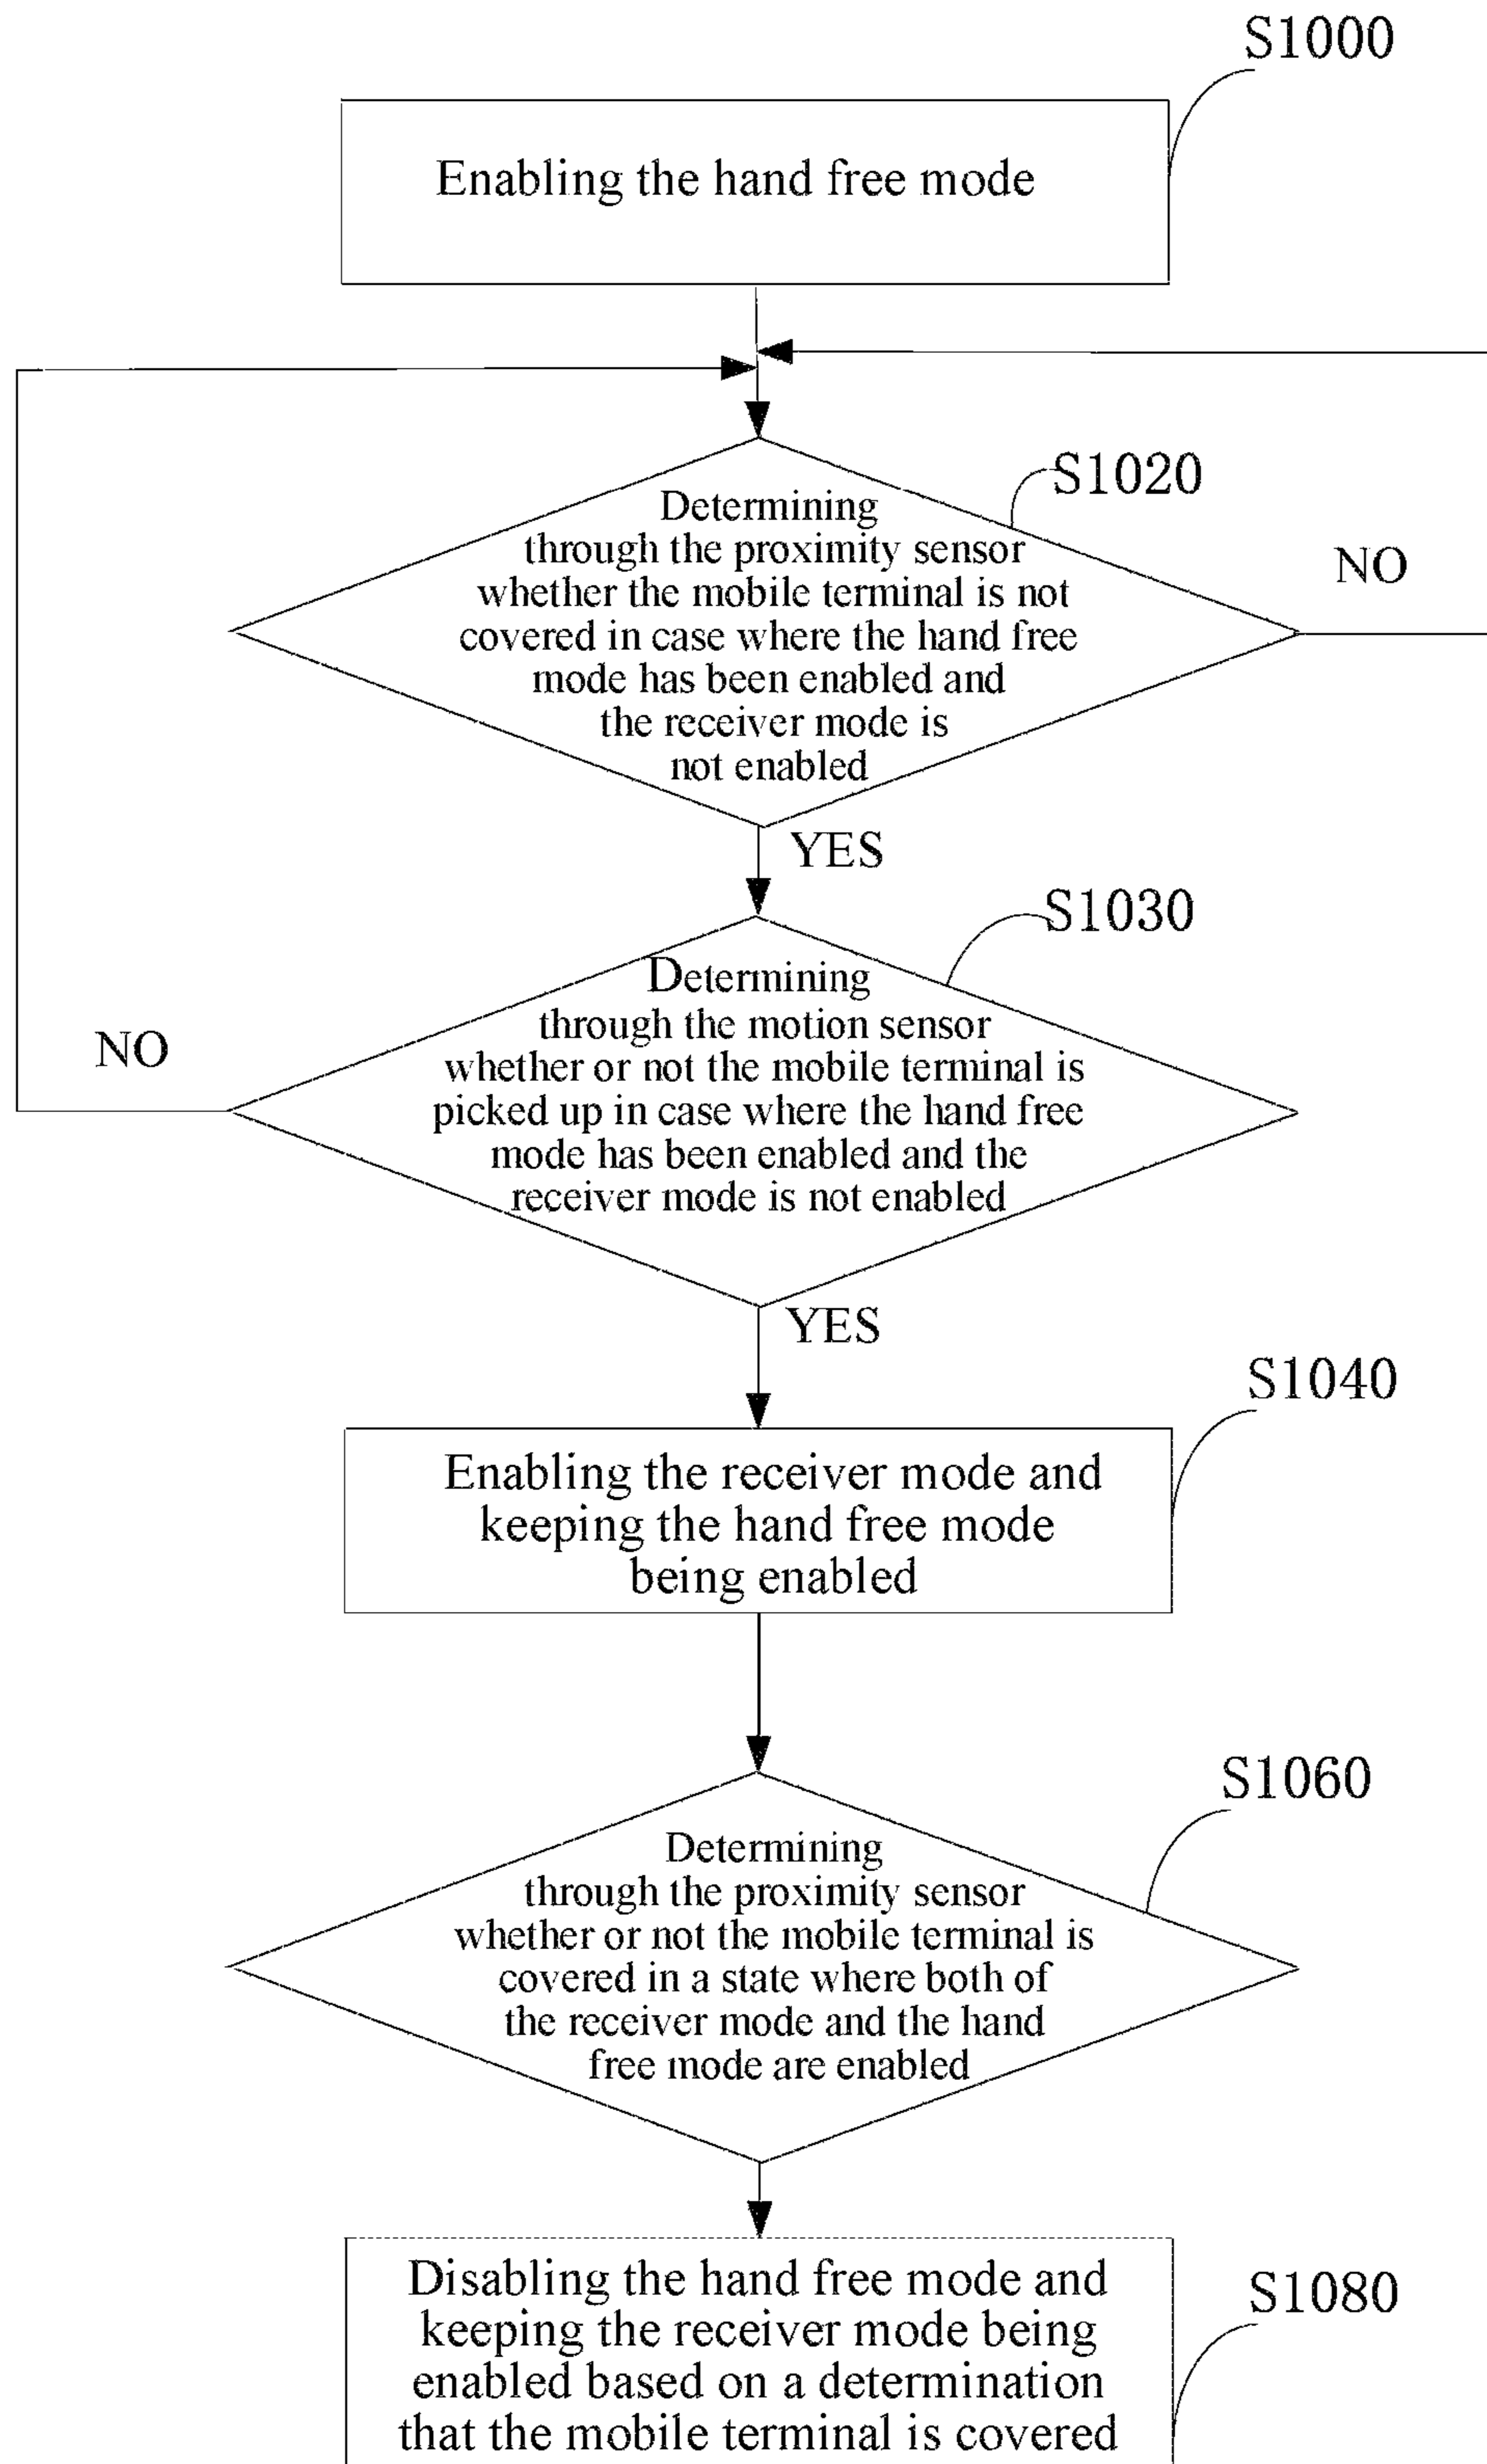 S1000
Enabling the hand free mode
S1020
Determining
through the proximity sensor
whether the mobile terminal is not
covered in case where the hand free
mode has been enabled and
the receiver mode is
not enabled
NO
YES
S1030
Determining
through the motion sensor
whether or not the mobile terminal is
picked up in case where the hand free
mode has been enabled and the
receiver mode is not enabled
NO
YES
S1040
Enabling the receiver mode and
keeping the hand free mode
being enabled
S1060
Determining
through the proximity sensor
whether or not the mobile terminal is
covered in a state where both of
the receiver mode and the hand
free mode are enabled
S1080
Disabling the hand free mode and
keeping the receiver mode being
enabled based on a determination
that the mobile terminal is covered